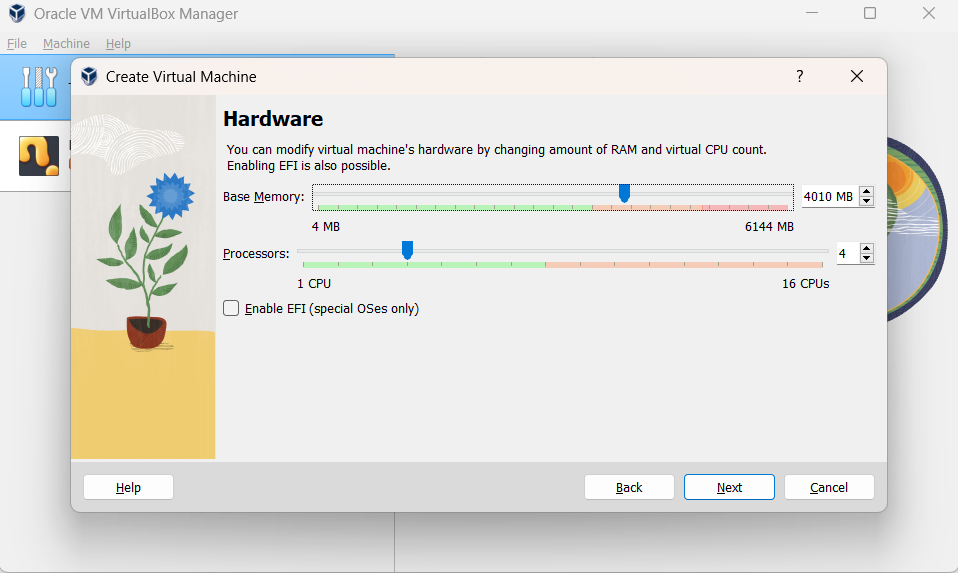 Oracle VM VirtualBox Manager
File Machine Help
Create Virtual Machine ?
Hardware
You can modify virtual machine's hardware by changing amount of RAM and virtual CPU count.
Enabling EFI is also possible.
Base Memory: 4010 MB
4 MB 6144 MB
Processors: 4
1 CPU 16 CPUs
Enable EFI (special OSes only)
Help Back Next Cancel